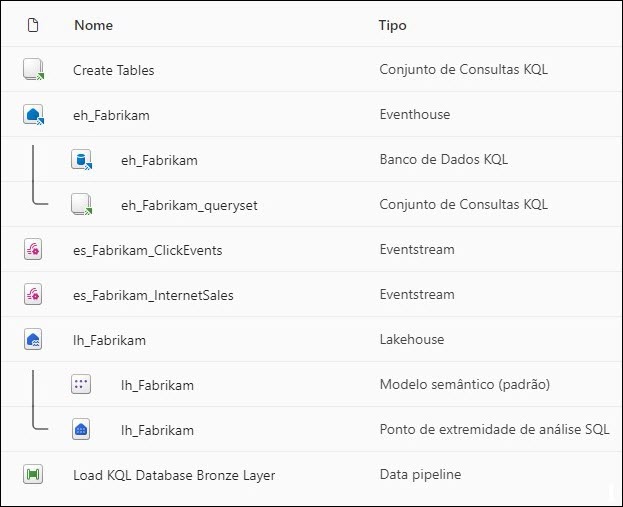 Nome Tipo
Create Tables Conjunto de Consultas KQL
eh_Fabrikam Eventhouse
eh_Fabrikam Banco de Dados KQL
eh_Fabrikam_queryset Conjunto de Consultas KQL
es_Fabrikam_ClickEvents Eventstream
es_Fabrikam_InternetSales Eventstream
lh_Fabrikam Lakehouse
lh_Fabrikam Modelo semântico (padrão)
lh_Fabrikam Ponto de extremidade de análise SQL
Load KQL Database Bronze Layer Data pipeline